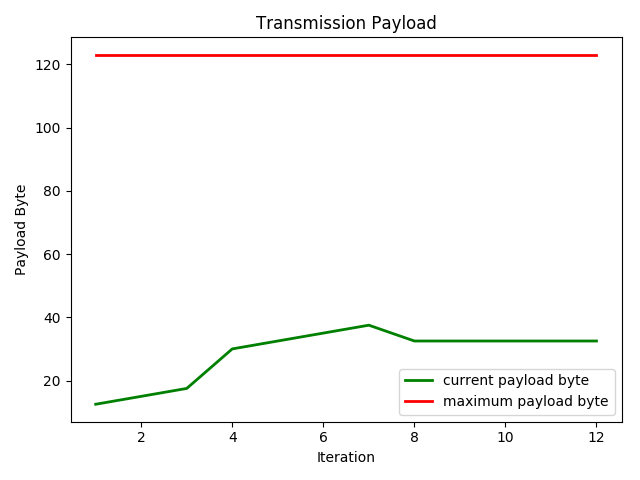 Transmission Payload
Payload Byte
120
100
80
60
40
20
current payload byte
maximum payload byte
2 4 6 8 10 12
Iteration